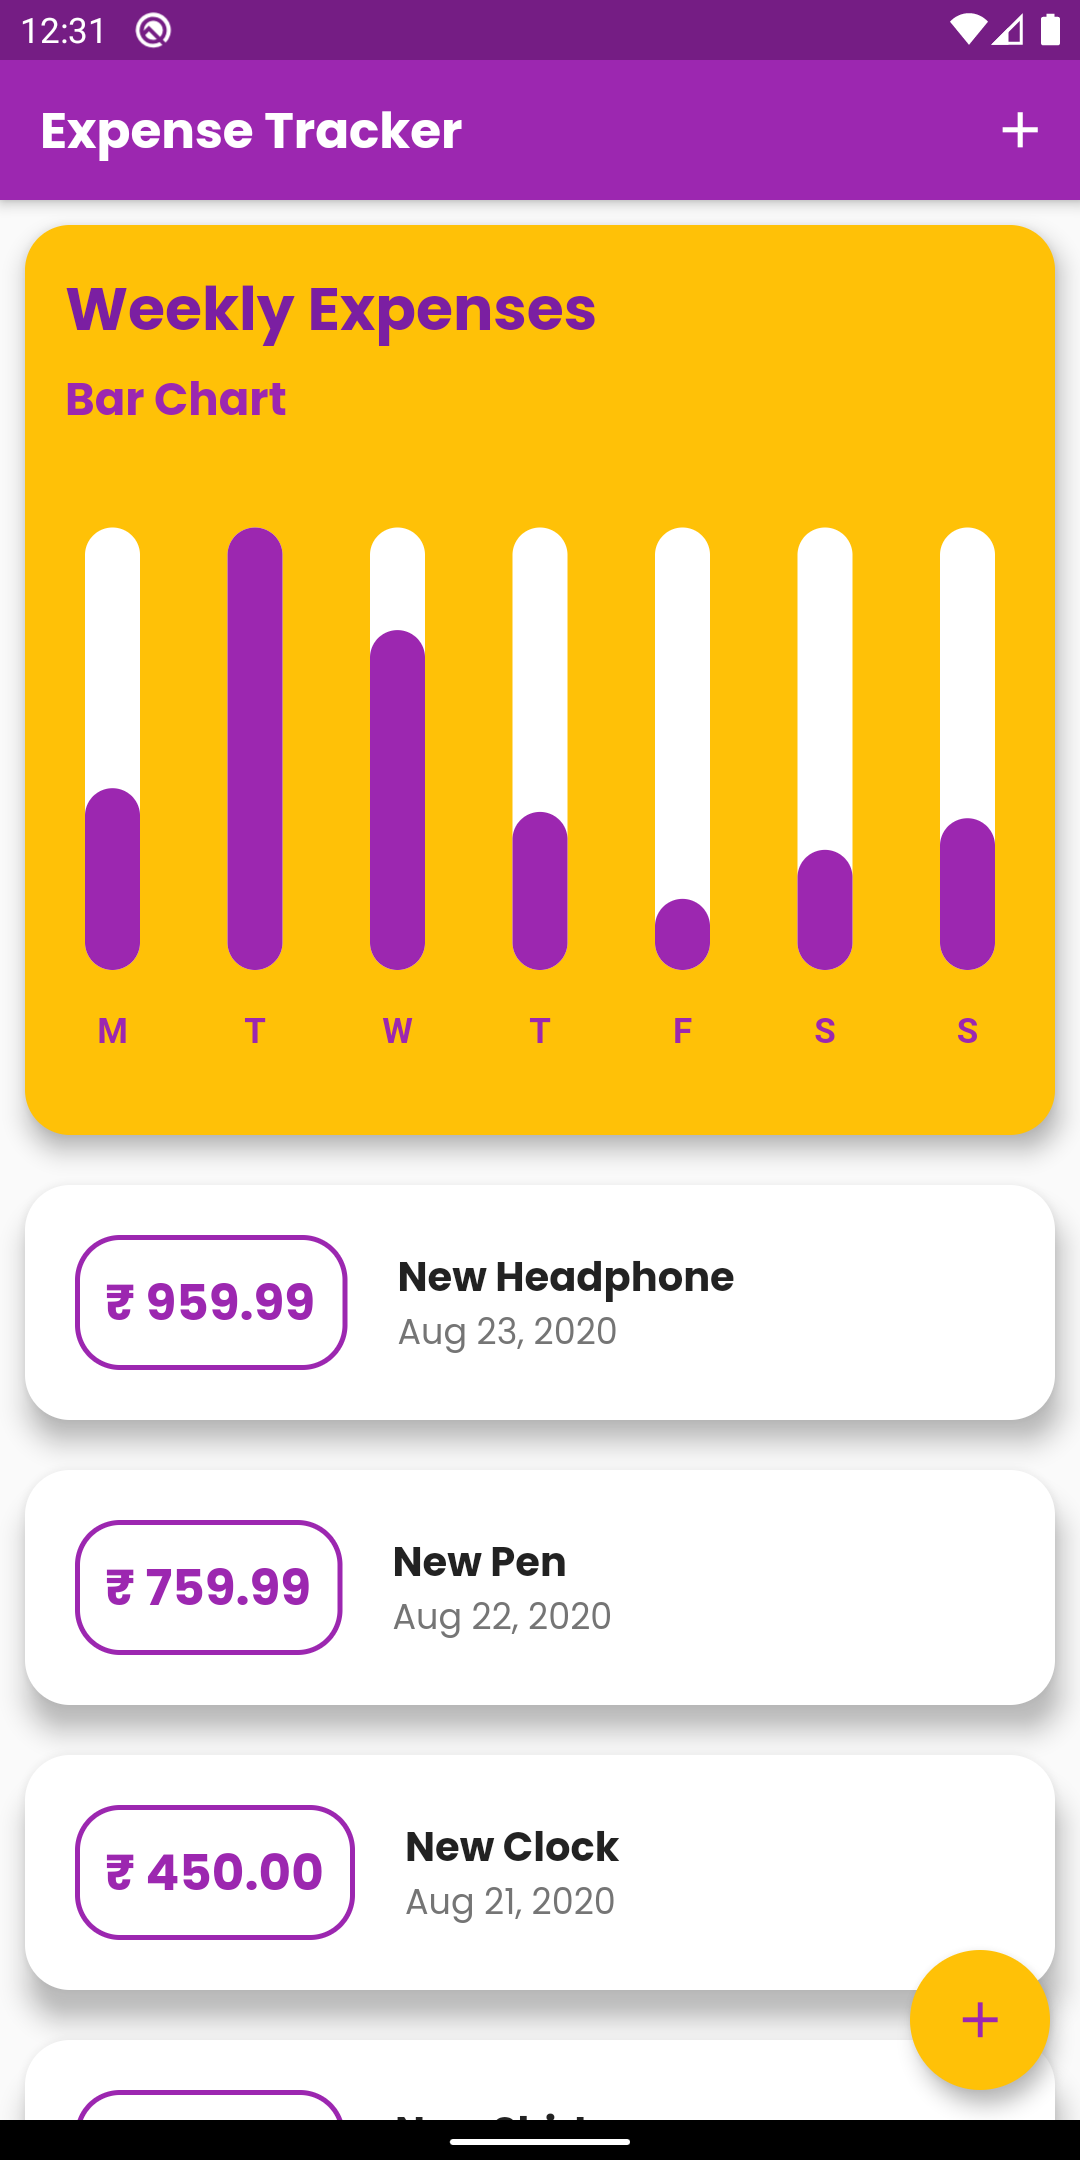 12:31
Expense Tracker
Weekly Expenses
Bar Chart
M T W T F S S
₹ 959.99
New Headphone
Aug 23, 2020
₹ 759.99
New Pen
Aug 22, 2020
₹ 450.00
New Clock
Aug 21, 2020